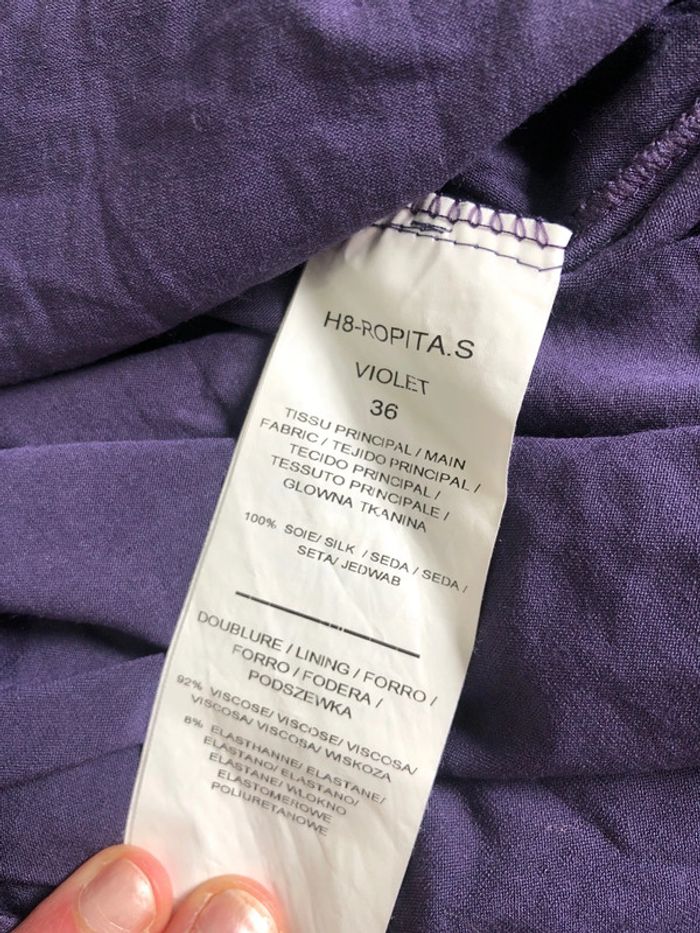 H8-ROPITA.S
VIOLET
36
TISSU PRINCIPAL / MAIN
FABRIC / TEJIDO PRINCIPAL /
TECIDO PRINCIPAL /
TESSUTO PRINCIPALE /
GLOWNA TKANINA
100% SOIE/ SILK / SEDA / SEDA /
SETA/ JEDWAB
DOUBLURE / LINING / FORRO /
FORRO / FODERA /
PODSZEWKA
92% VISCOSE/ VISCOSE/ VISCOSA/
VISCOSA/ VISCOSA/ WISKOZA
8% ELASTHANNE/ ELASTANE/
ELASTANO/ ELASTANO/
ELASTANE/ WLOKNO
ELASTOMEROWE
POLIURETANOWE